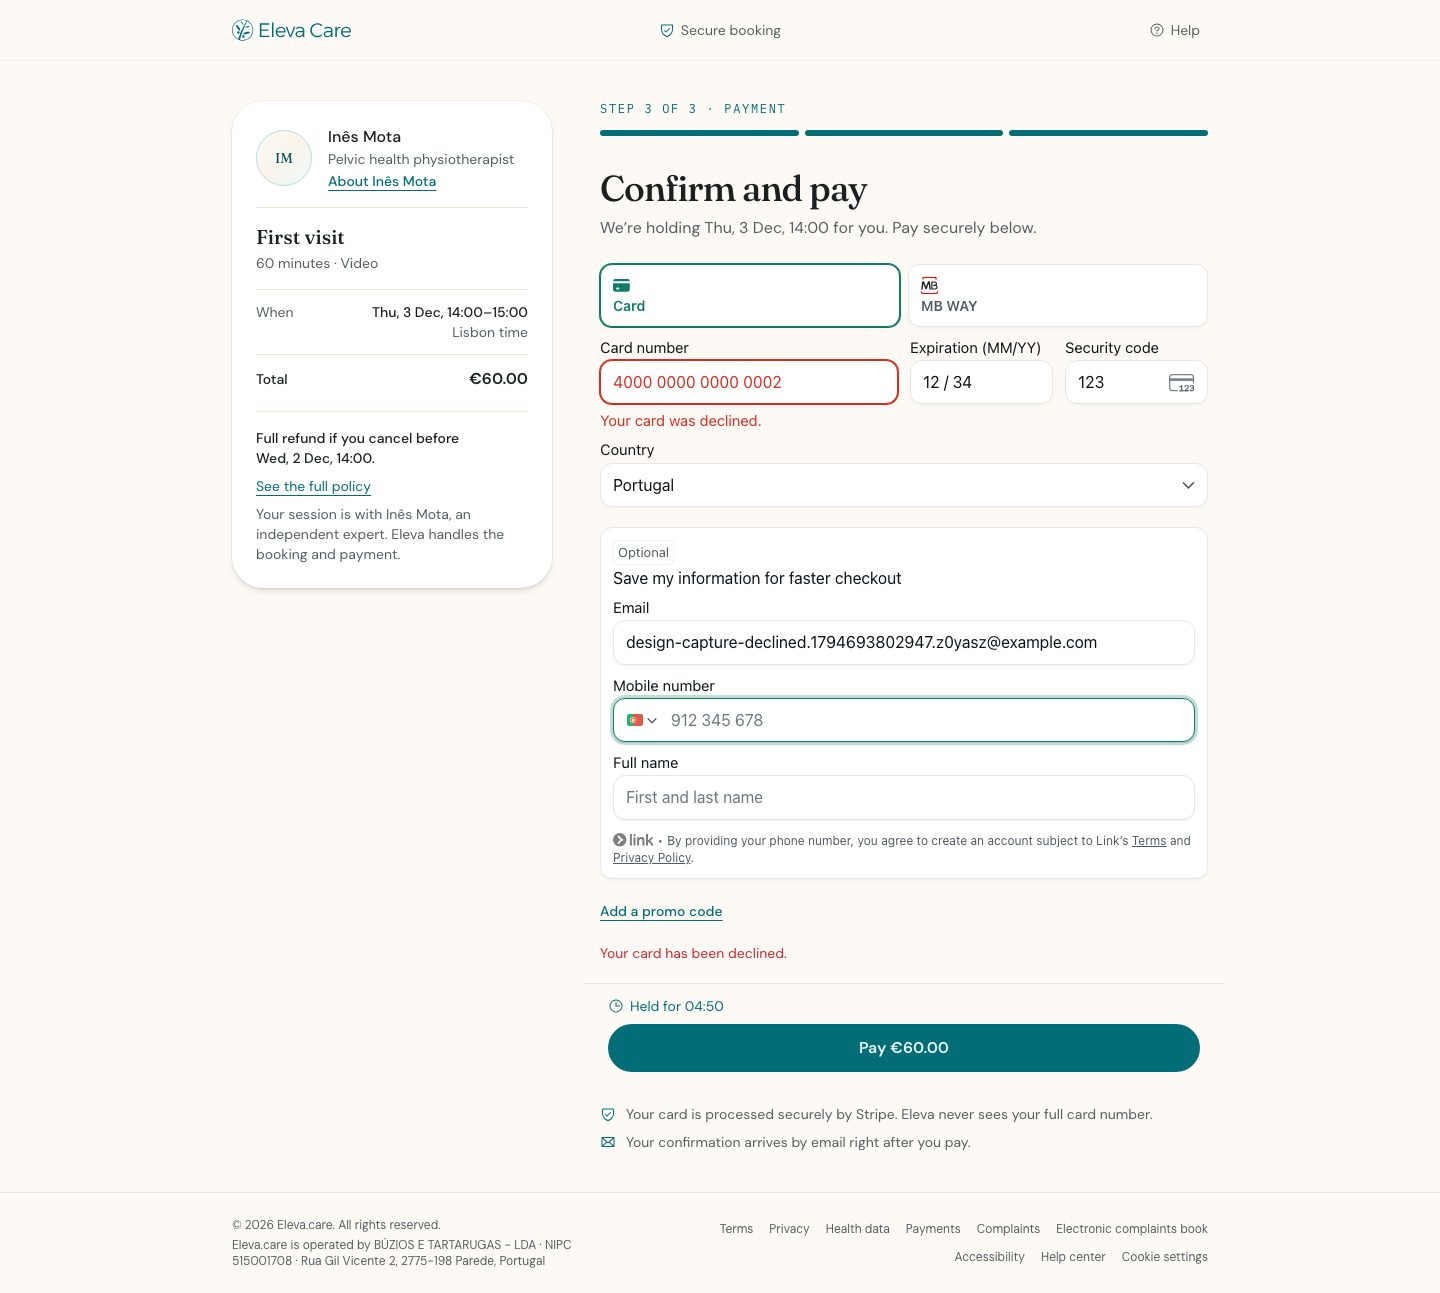 Eleva Care
Secure booking
Help
IM
Inês Mota
Pelvic health physiotherapist
About Inês Mota
First visit
60 minutes · Video
When
Thu, 3 Dec, 14:00–15:00
Lisbon time
Total
€60.00
Full refund if you cancel before
Wed, 2 Dec, 14:00.
See the full policy
Your session is with Inês Mota, an
independent expert. Eleva handles the
booking and payment.
STEP 3 OF 3 · PAYMENT
Confirm and pay
We’re holding Thu, 3 Dec, 14:00 for you. Pay securely below.
Card
MB
MB WAY
Card number
Expiration (MM/YY)
Security code
4000 0000 0000 0002
12 / 34
123
123
Your card was declined.
Country
Portugal
Optional
Save my information for faster checkout
Email
design-capture-declined.1794693802947.z0yasz@example.com
Mobile number
912 345 678
Full name
First and last name
link • By providing your phone number, you agree to create an account subject to Link’s Terms and
Privacy Policy.
Add a promo code
Your card has been declined.
Held for 04:50
Pay €60.00
Your card is processed securely by Stripe. Eleva never sees your full card number.
Your confirmation arrives by email right after you pay.
© 2026 Eleva.care. All rights reserved.
Eleva.care is operated by BÚZIOS E TARTARUGAS - LDA · NIPC
515001708 · Rua Gil Vicente 2, 2775-198 Parede, Portugal
Terms Privacy Health data Payments Complaints Electronic complaints book
Accessibility Help center Cookie settings